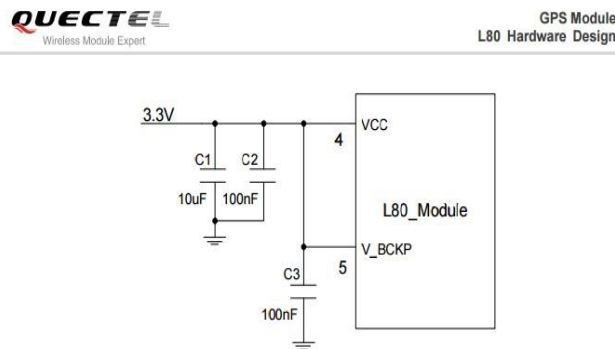 QUECTEL
Wireless Module Expert
GPS Module
L80 Hardware Design
3.3V
VCC
4
C1
C2
10uF
100nF
L80_Module
V_BCKP
5
C3
100nF